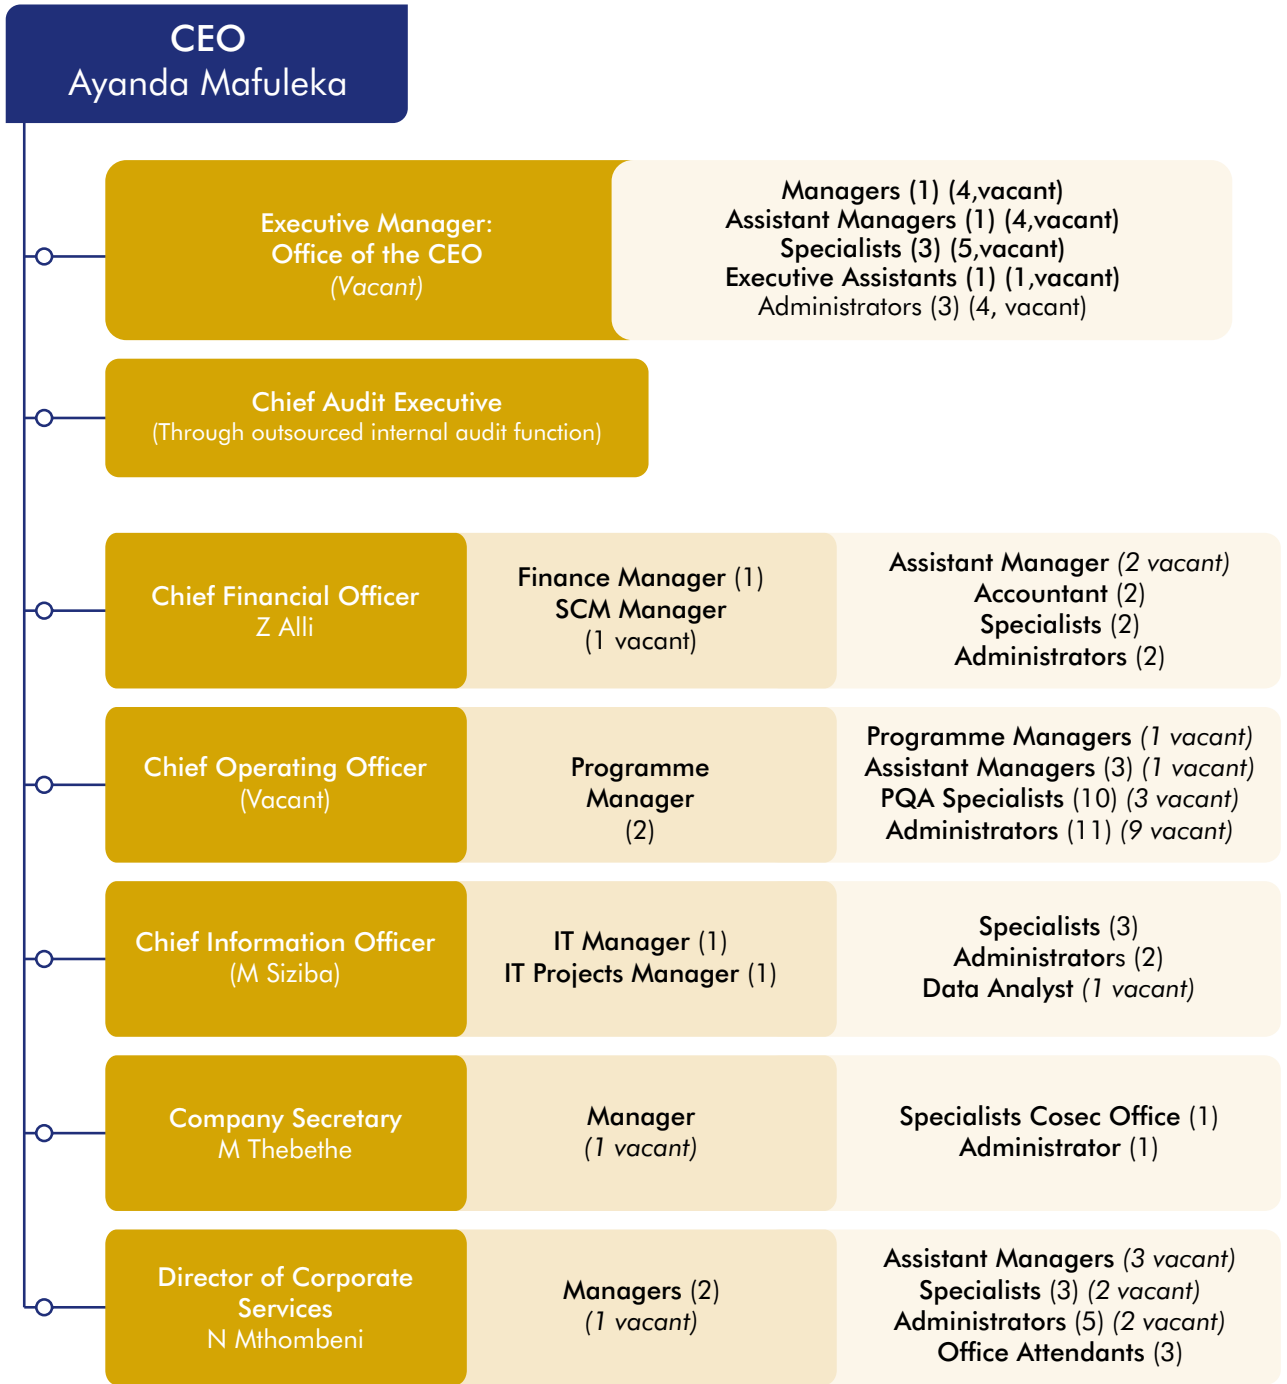 CEO
Ayanda Mafuleka
Executive Manager:
Office of the CEO
(Vacant)
Managers (1) (4,vacant)
Assistant Managers (1) (4,vacant)
Specialists (3) (5,vacant)
Executive Assistants (1) (1,vacant)
Administrators (3) (4, vacant)
Chief Audit Executive
(Through outsourced internal audit function)
Chief Financial Officer
Z Alli
Finance Manager (1)
SCM Manager
(1 vacant)
Assistant Manager (2 vacant)
Accountant (2)
Specialists (2)
Administrators (2)
Chief Operating Officer
(Vacant)
Programme
Manager
(2)
Programme Managers (1 vacant)
Assistant Managers (3) (1 vacant)
PQA Specialists (10) (3 vacant)
Administrators (11) (9 vacant)
Chief Information Officer
(M Siziba)
IT Manager (1)
IT Projects Manager (1)
Specialists (3)
Administrators (2)
Data Analyst (1 vacant)
Company Secretary
M Thebethe
Manager
(1 vacant)
Specialists Cosec Office (1)
Administrator (1)
Director of Corporate
Services
N Mthombeni
Managers (2)
(1 vacant)
Assistant Managers (3 vacant)
Specialists (3) (2 vacant)
Administrators (5) (2 vacant)
Office Attendants (3)